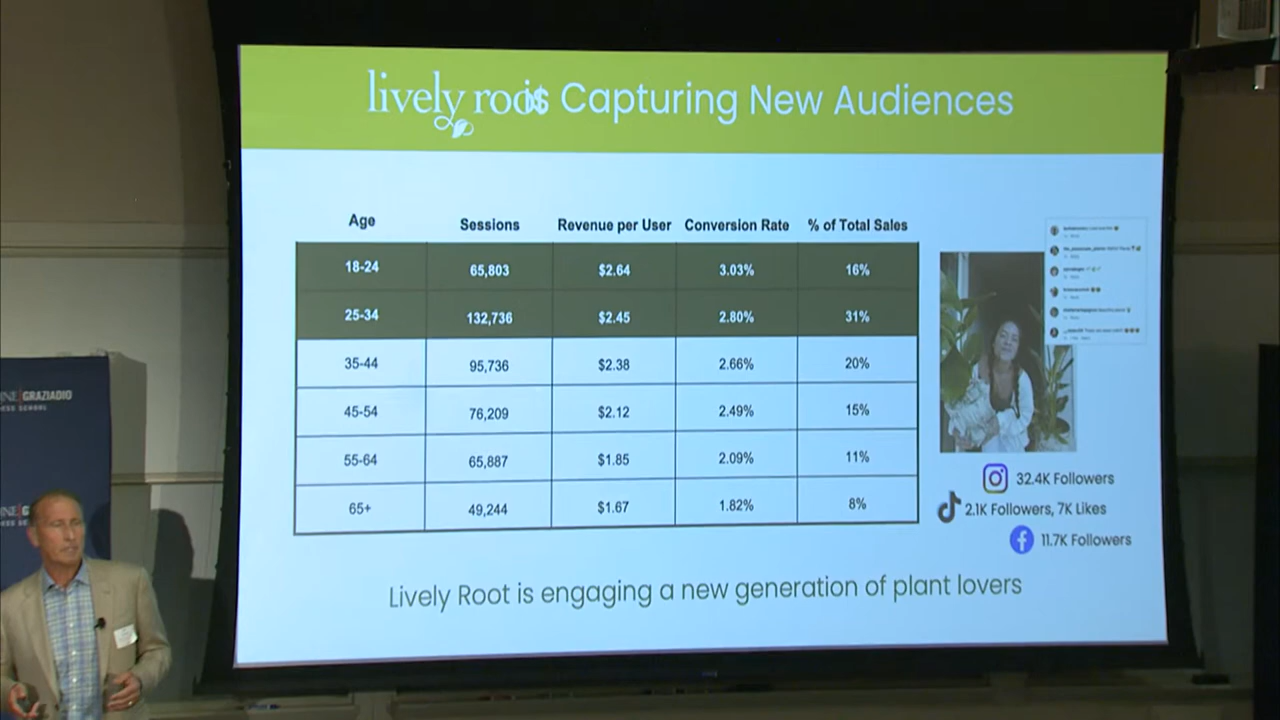 lively root is Capturing New Audiences
Age Sessions Revenue per User Conversion Rate % of Total Sales
18-24 65,803 $2.64 3.03% 16%
25-34 132,736 $2.45 2.80% 31%
35-44 95,736 $2.38 2.66% 20%
45-54 76,209 $2.12 2.49% 15%
55-64 65,887 $1.85 2.09% 11%
65+ 49,244 $1.67 1.82% 8%
32.4K Followers
2.1K Followers, 7K Likes
11.7K Followers
Lively Root is engaging a new generation of plant lovers
GRAZIADIO
SCHOOL